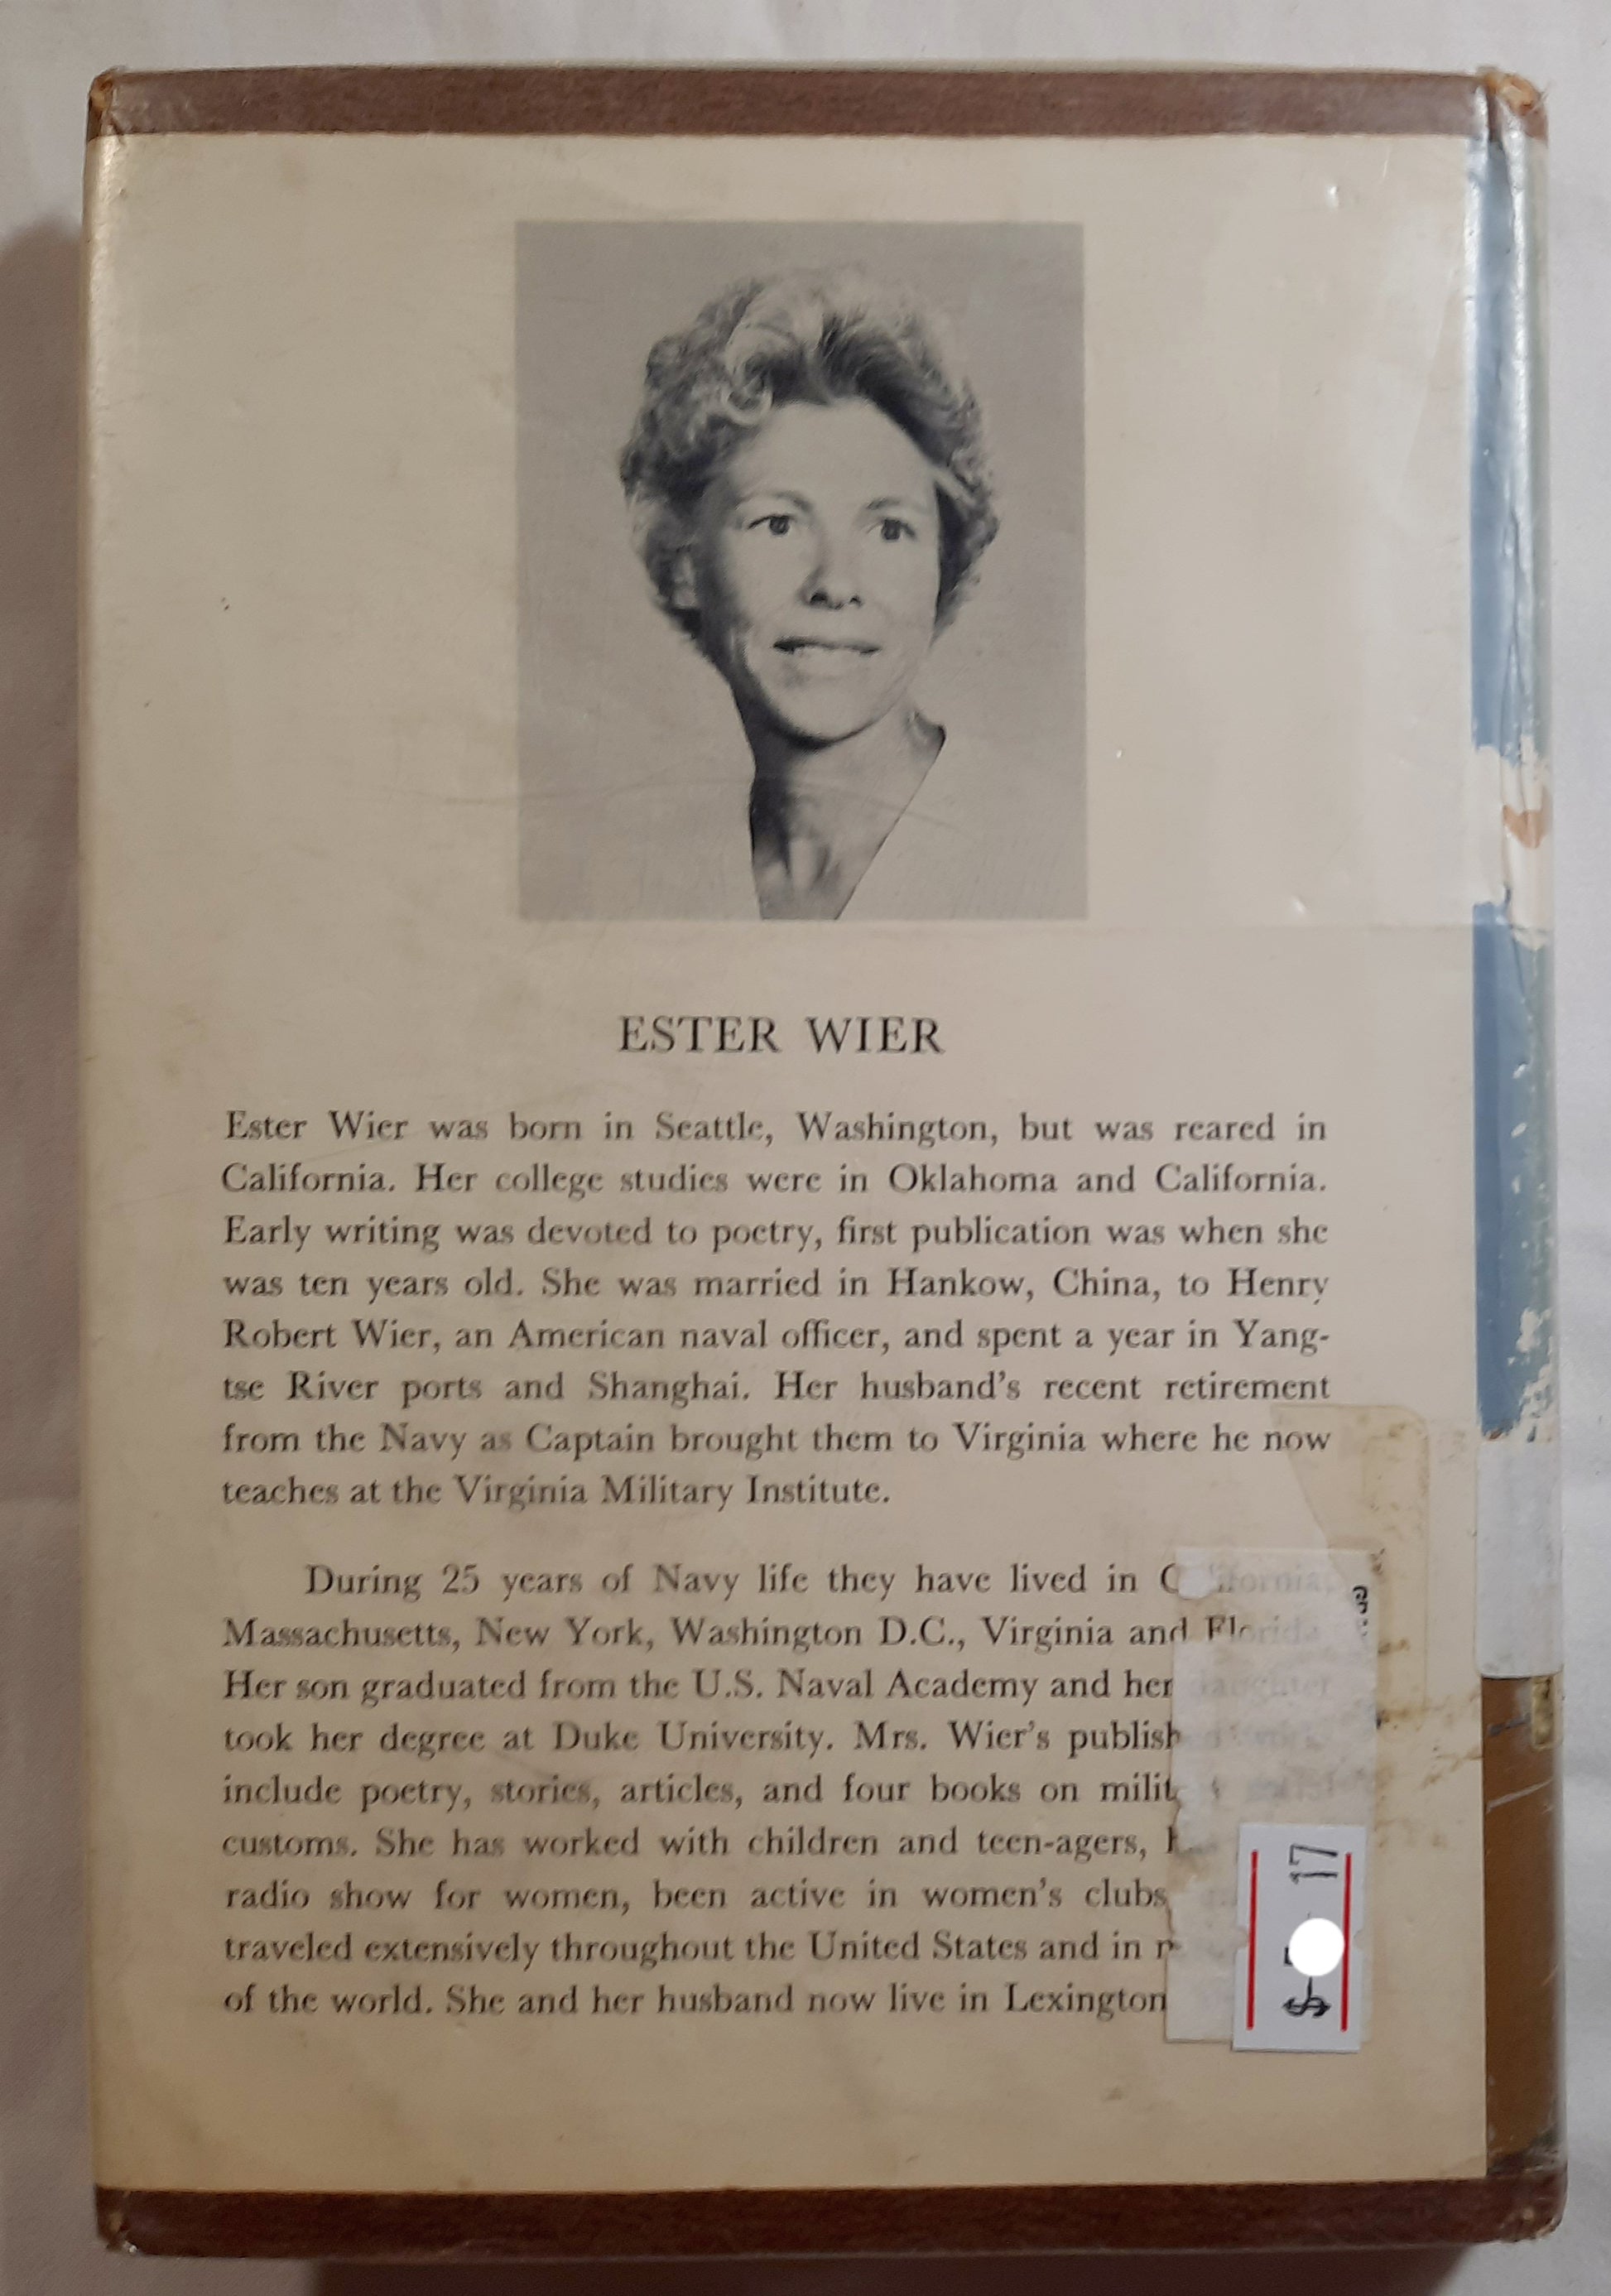 ESTER WIER
Ester Wier was born in Seattle, Washington, but was reared in
California. Her college studies were in Oklahoma and California.
Early writing was devoted to poetry, first publication was when she
was ten years old. She was married in Hankow, China, to Henry
Robert Wier, an American naval officer, and spent a year in Yang-
tse River ports and Shanghai. Her husband's recent retirement
from the Navy as Captain brought them to Virginia where he now
teaches at the Virginia Military Institute.
During 25 years of Navy life they have lived in California,
Massachusetts, New York, Washington D.C., Virginia and Florida.
Her son graduated from the U.S. Naval Academy and her daughter
took her degree at Duke University. Mrs. Wier's
include poetry, stories, articles, and four books on
customs. She has worked with children and teen-agers,
radio show for women, been active in women's clubs
traveled extensively throughout the United States and in
of the world. She and her husband now live in Lexington
17